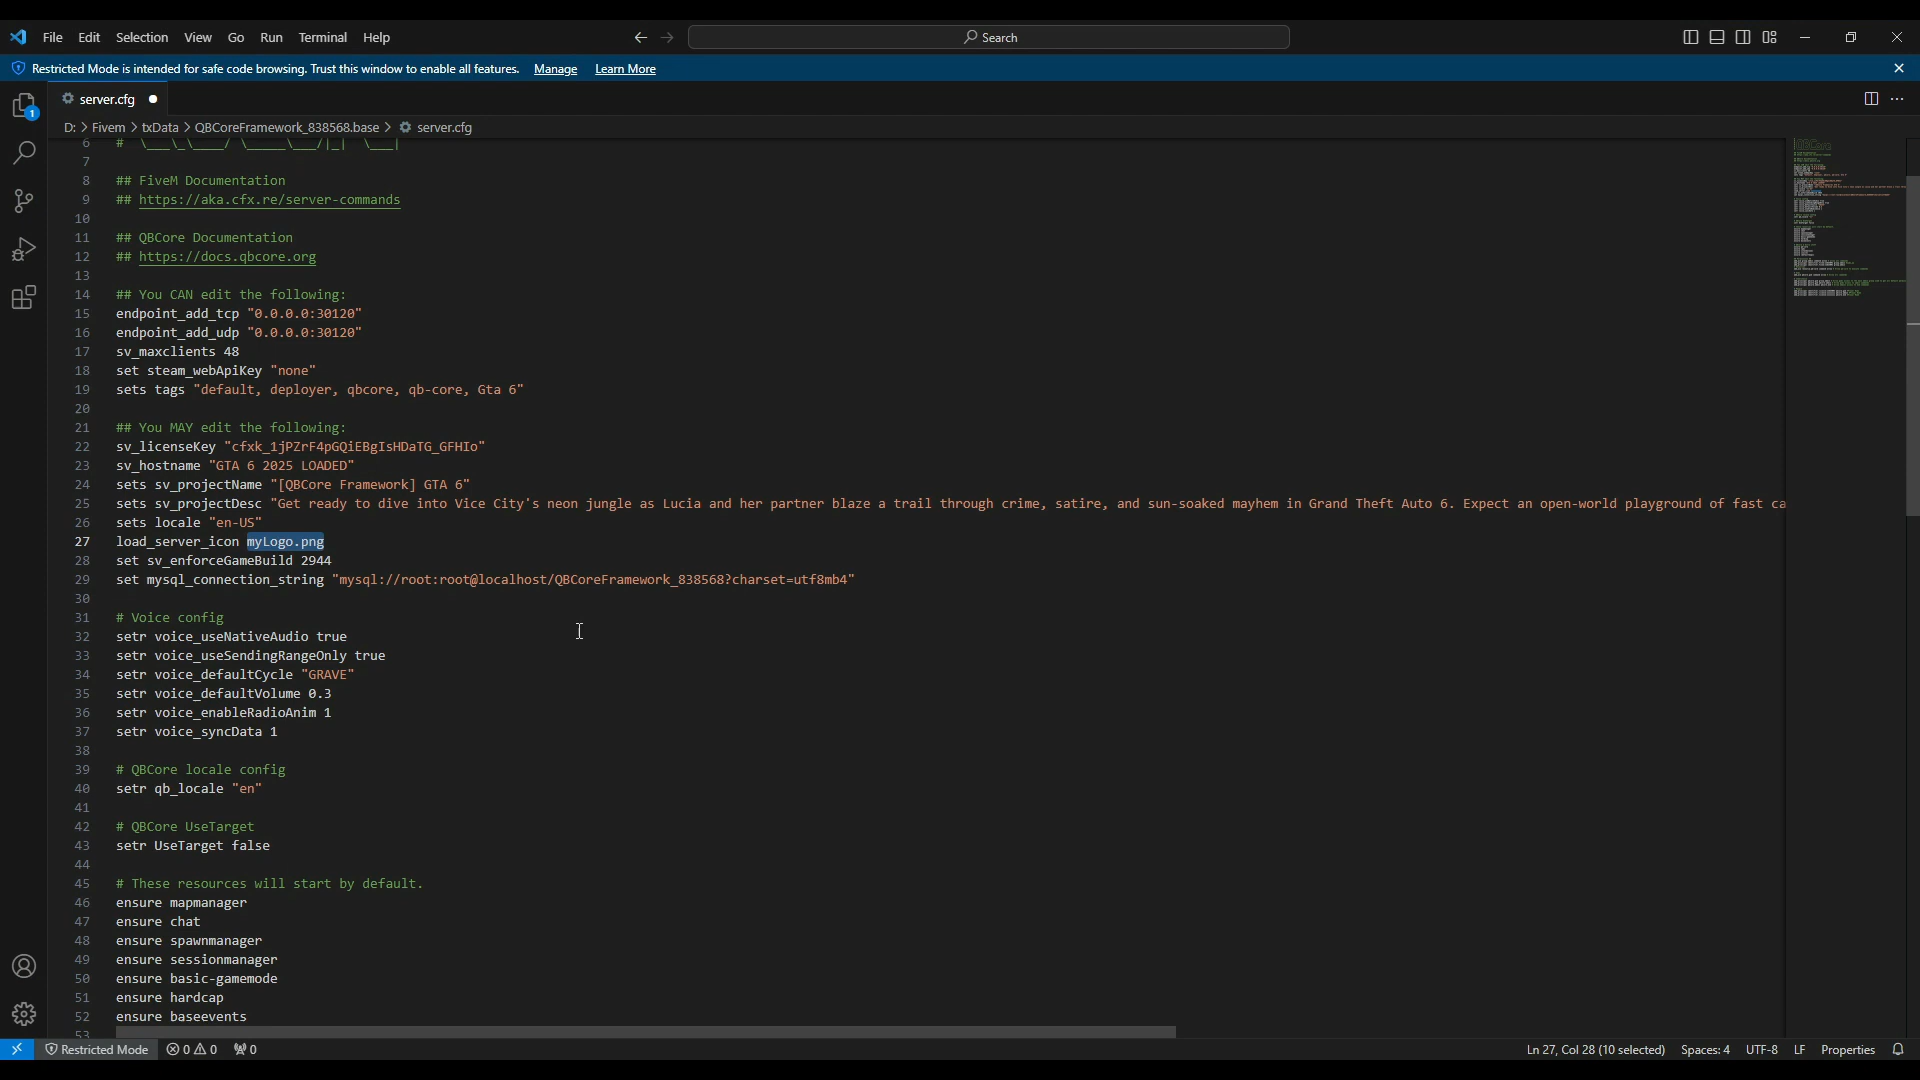 File Edit Selection View Go Run Terminal Help
Search
Restricted Mode is intended for safe code browsing. Trust this window to enable all features. Manage Learn More
1
server.cfg
D: > Fivem > txData > QBCoreFramework_838568.base > server.cfg
6 # \___\_\____/ \_____\___/|_|  \___|
7
8 ## FiveM Documentation
9 ## https://aka.cfx.re/server-commands
10
11 ## QBCore Documentation
12 ## https://docs.qbcore.org
13
14 ## You CAN edit the following:
15 endpoint_add_tcp "0.0.0.0:30120"
16 endpoint_add_udp "0.0.0.0:30120"
17 sv_maxclients 48
18 set steam_webApiKey "none"
19 sets tags "default, deployer, qbcore, qb-core, Gta 6"
20
21 ## You MAY edit the following:
22 sv_licenseKey "cfxk_1jPZrF4pGQiEBgIsHDaTG_GFHIo"
23 sv_hostname "GTA 6 2025 LOADED"
24 sets sv_projectName "[QBCore Framework] GTA 6"
25 sets sv_projectDesc "Get ready to dive into Vice City's neon jungle as Lucia and her partner blaze a trail through crime, satire, and sun-soaked mayhem in Grand Theft Auto 6. Expect an open-world playground of fast ca
26 sets locale "en-US"
27 load_server_icon myLogo.png
28 set sv_enforceGameBuild 2944
29 set mysql_connection_string "mysql://root:root@localhost/QBCoreFramework_838568?charset=utf8mb4"
30
31 # Voice config
32 setr voice_useNativeAudio true
33 setr voice_useSendingRangeOnly true
34 setr voice_defaultCycle "GRAVE"
35 setr voice_defaultVolume 0.3
36 setr voice_enableRadioAnim 1
37 setr voice_syncData 1
38
39 # QBCore locale config
40 setr qb_locale "en"
41
42 # QBCore UseTarget
43 setr UseTarget false
44
45 # These resources will start by default.
46 ensure mapmanager
47 ensure chat
48 ensure spawnmanager
49 ensure sessionmanager
50 ensure basic-gamemode
51 ensure hardcap
52 ensure baseevents
53
Restricted Mode 0 0 0 Ln 27, Col 28 (10 selected) Spaces: 4 UTF-8 LF Properties